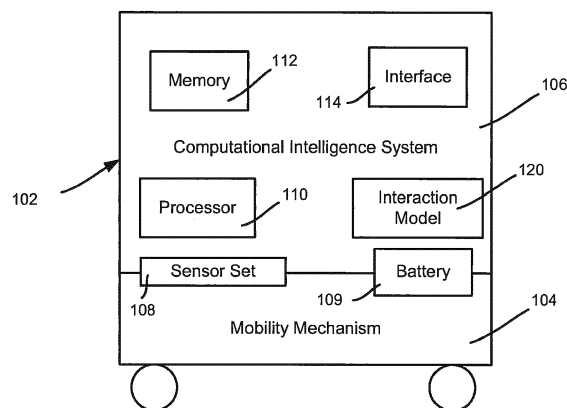 Memory
112
Interface
114
106
Computational Intelligence System
102
Processor
110
Interaction
Model
120
Sensor Set
108
Battery
109
Mobility Mechanism
104